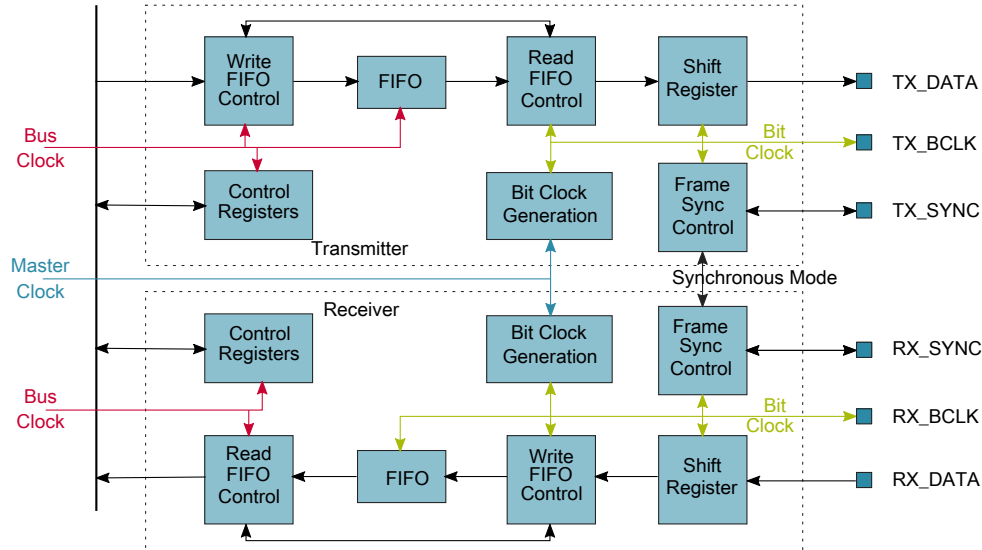 Write
FIFO
Control
FIFO
Read
FIFO
Control
Shift
Register
TX_DATA
Bus
Clock
Bit
Clock
TX_BCLK
Control
Registers
Bit Clock
Generation
Frame
Sync
Control
TX_SYNC
Transmitter
Master
Clock
Synchronous Mode
Receiver
Control
Registers
Bit Clock
Generation
Frame
Sync
Control
RX_SYNC
Bus
Clock
Bit
Clock
RX_BCLK
Read
FIFO
Control
FIFO
Write
FIFO
Control
Shift
Register
RX_DATA